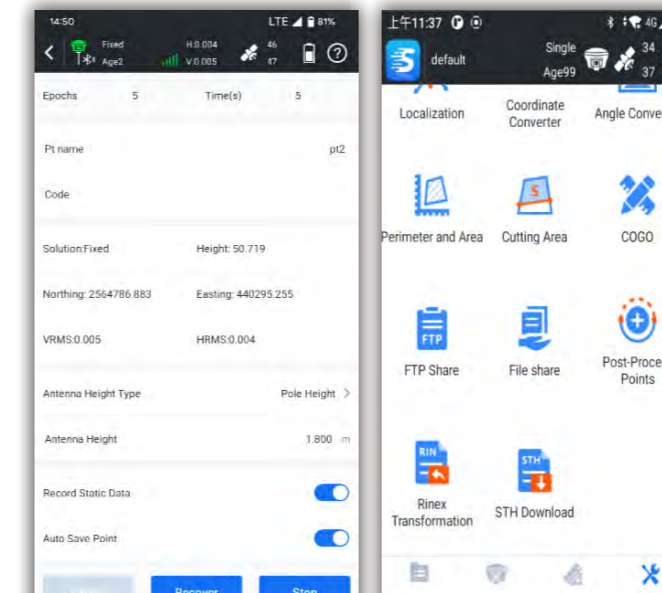 14:50 LTE 81%
Fixed H:0.004 46
Age2 V:0.005 47
Epochs 5 Time(s) 5
Pt name pt2
Code
Solution:Fixed Height: 50.719
Northing: 2564786.883 Easting: 440295.255
VRMS:0.005 HRMS:0.004
Antenna Height Type Pole Height >
Antenna Height 1.800 m
Record Static Data
Auto Save Point
Recover Stop
上午11:37 4G
default Single 34
Age99 37
Localization
Coordinate
Converter
Angle Conve
Perimeter and Area
S
Cutting Area
COGO
FTP
FTP Share
File share
Post-Proce
Points
RIN
Rinex
Transformation
STH
STH Download